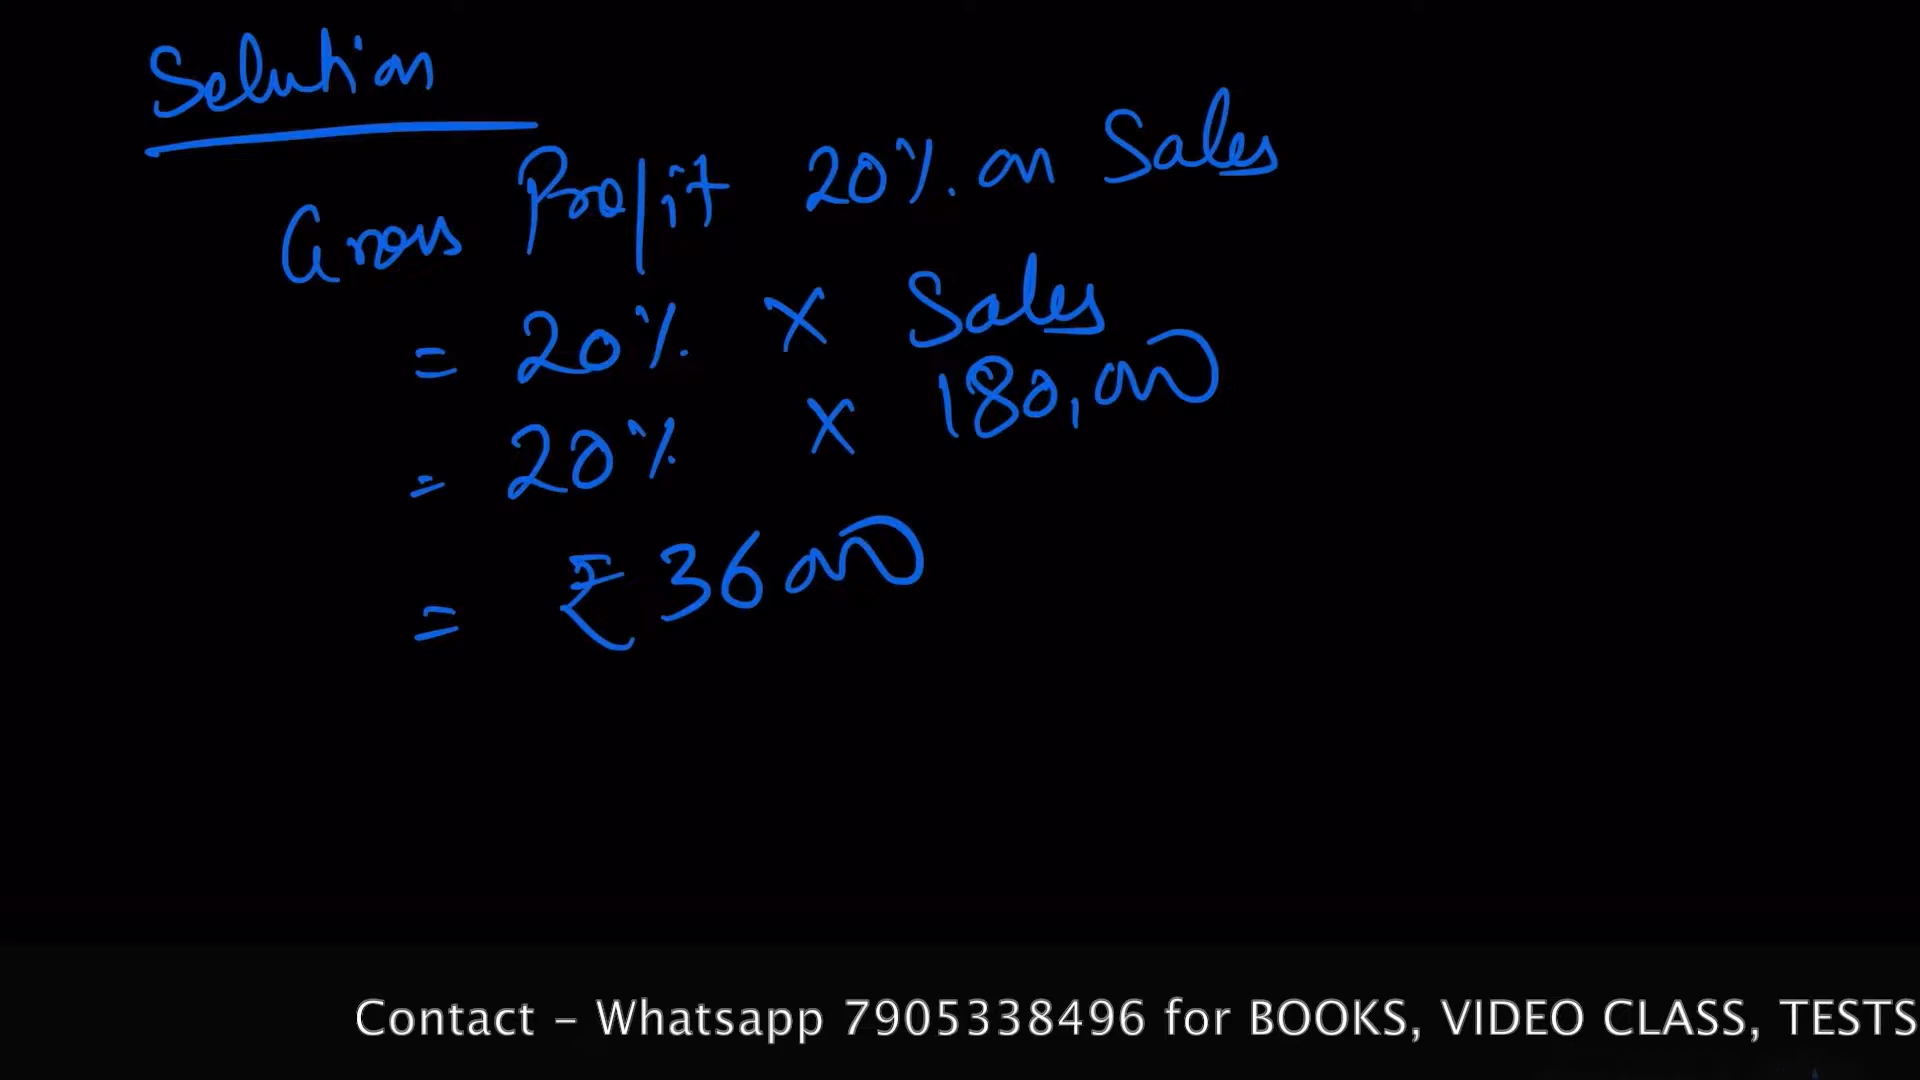 Solution
Gross Profit 20% on Sales
= 20% X Sales
= 20% X 180,000
= ₹36000
Contact – Whatsapp 7905338496 for BOOKS, VIDEO CLASS, TESTS